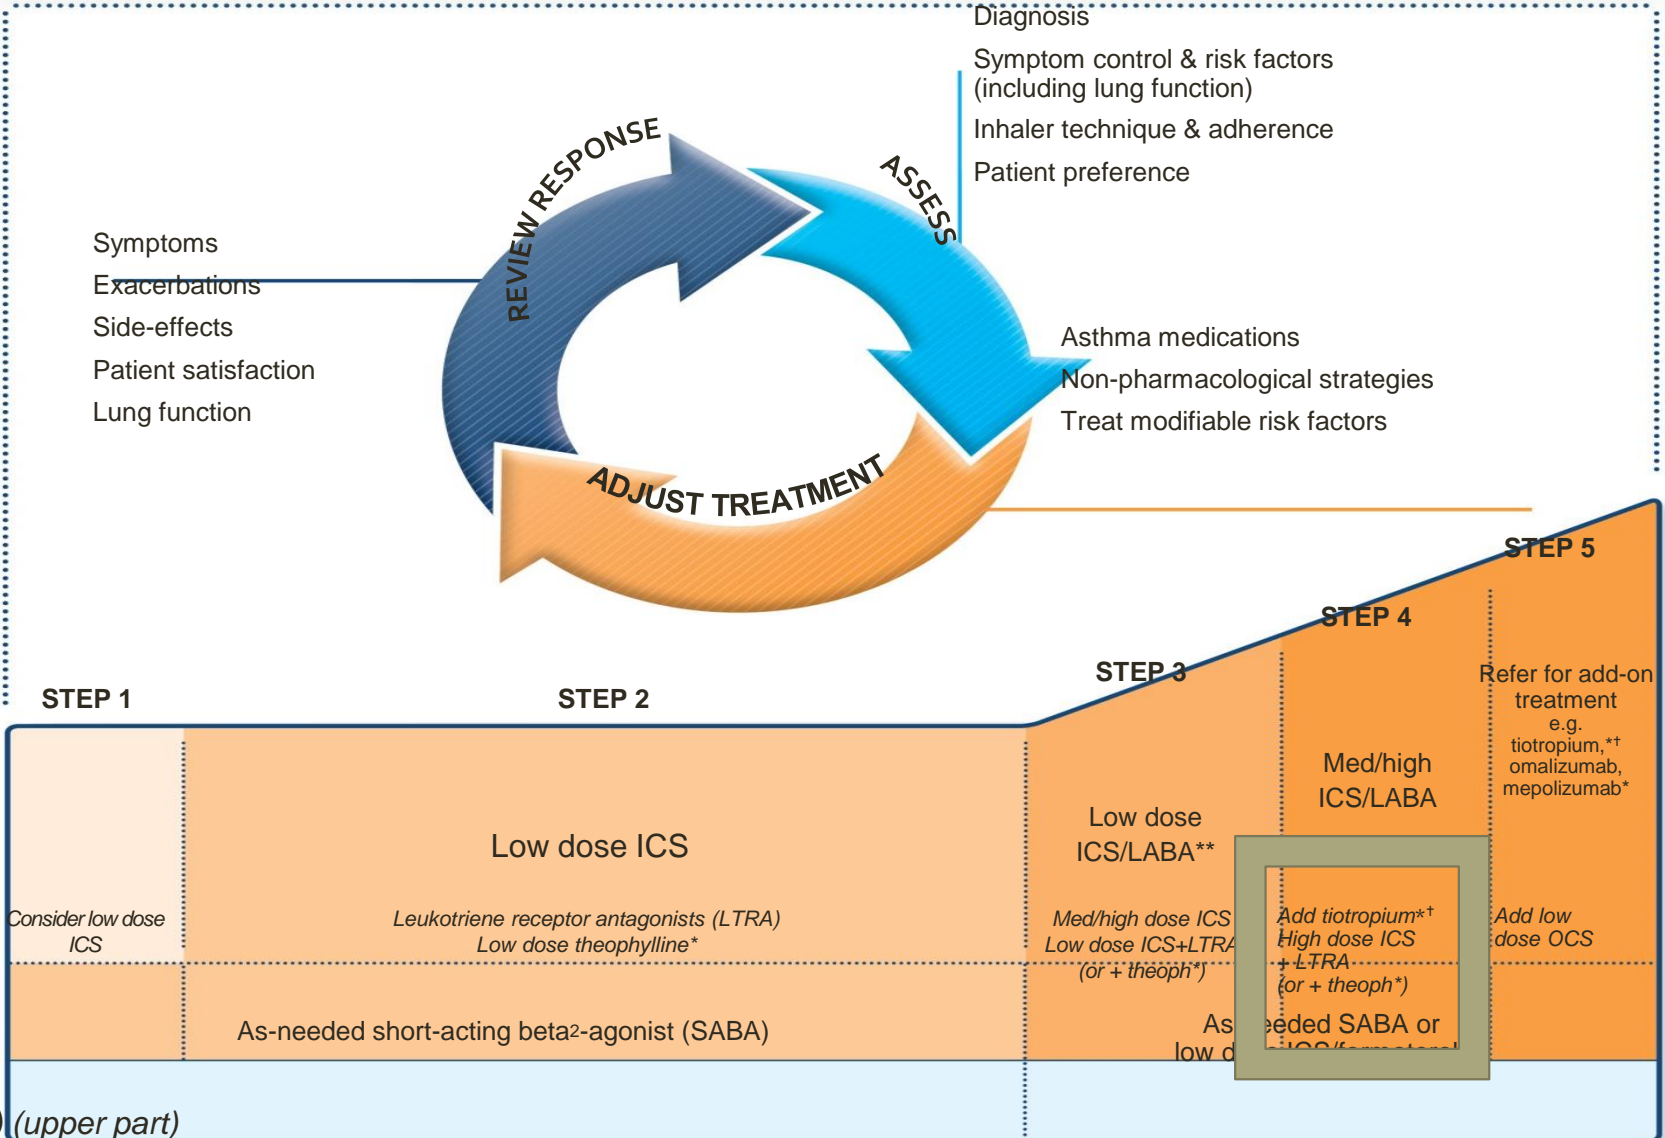 Diagnosis
Symptom control & risk factors
(including lung function)
Inhaler technique & adherence
Patient preference
REVIEW RESPONSE
ASSESS
Symptoms
Exacerbations
Side-effects
Patient satisfaction
Lung function
Asthma medications
Non-pharmacological strategies
Treat modifiable risk factors
ADJUST TREATMENT
STEP 1
STEP 2
STEP 3
STEP 4
STEP 5
Low dose ICS
Low dose
ICS/LABA**
Med/high
ICS/LABA
Refer for add-on
treatment
e.g.
tiotropium,*†
omalizumab,
mepolizumab*
Consider low dose
ICS
Leukotriene receptor antagonists (LTRA)
Low dose theophylline*
Med/high dose ICS
Low dose ICS+LTRA
(or + theoph*)
Add tiotropium*†
High dose ICS
+ LTRA
(or + theoph*)
Add low
dose OCS
As-needed short-acting beta2-agonist (SABA)
SABA or
low ICS/formoterol
) (upper part)